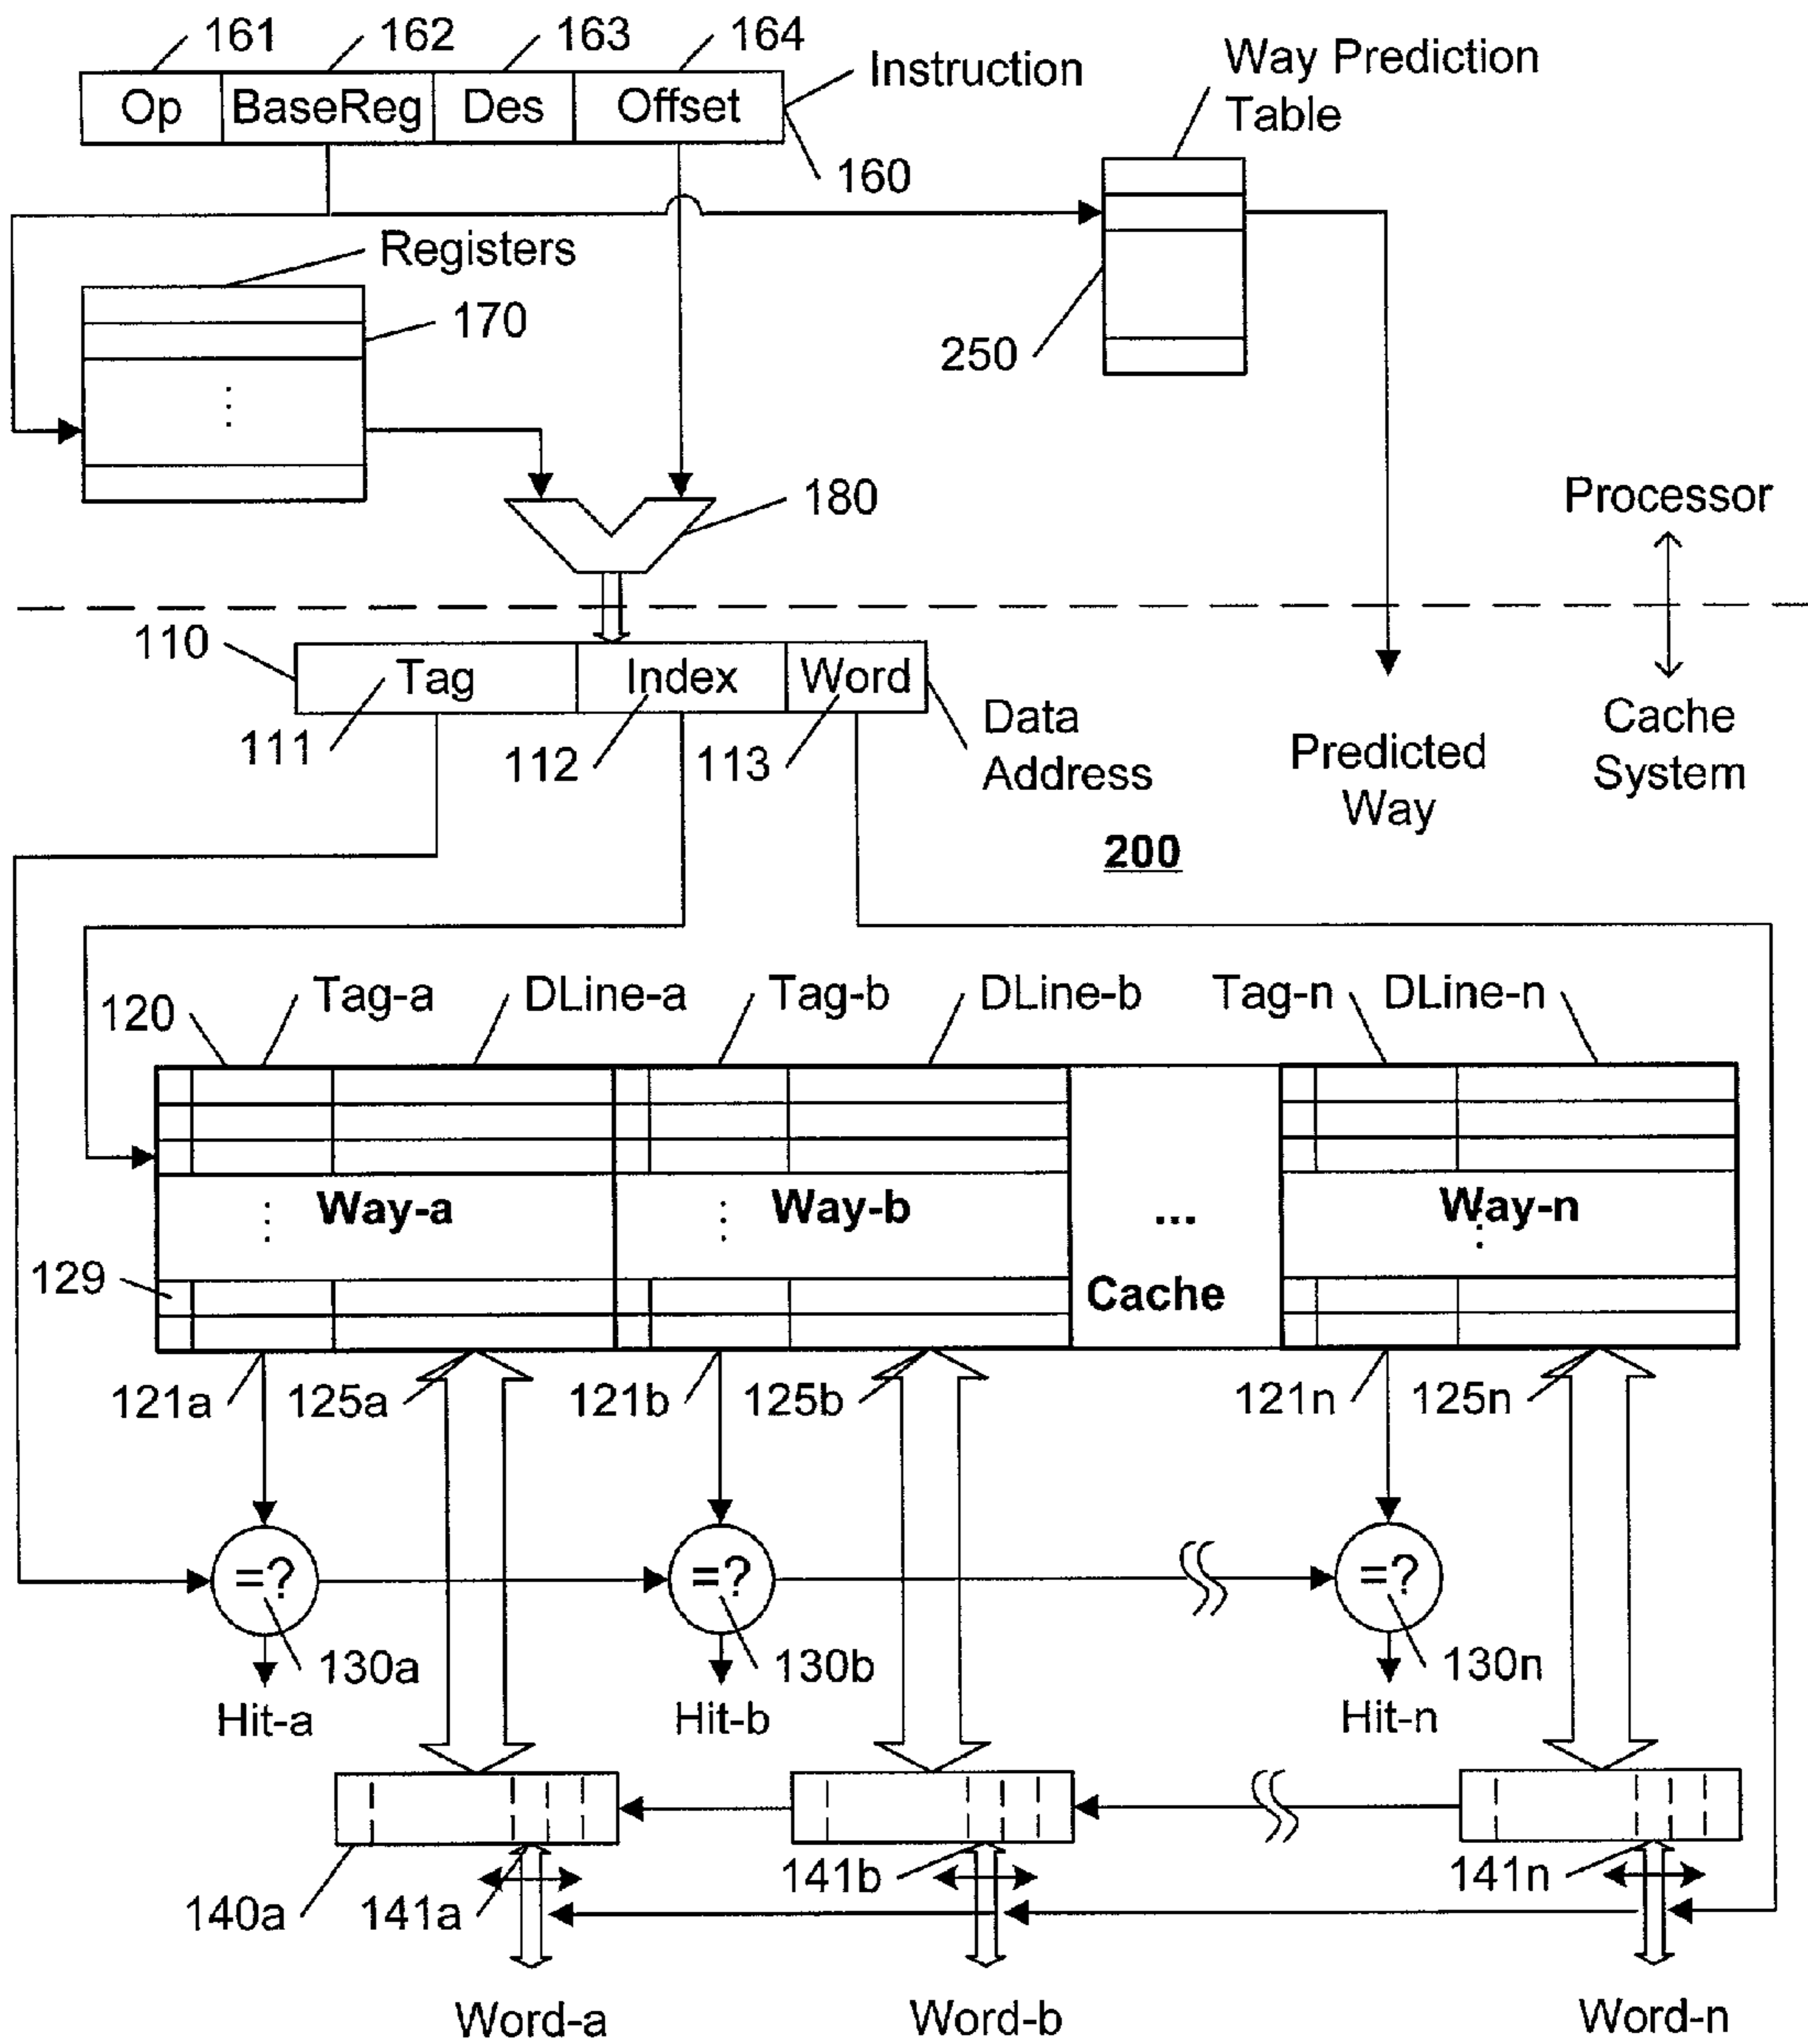 161 162 163 164
Op BaseReg Des Offset
Instruction
160
Way Prediction
Table
250
Registers
170
⋮
180
Processor
Cache
System
110
Tag Index Word
111 112 113
Data
Address
Predicted
Way
200
120 Tag-a DLine-a Tag-b DLine-b Tag-n DLine-n
⋮ Way-a ⋮ Way-b ... Way-n ⋮
129
Cache
121a 125a 121b 125b 121n 125n
=? =? =?
130a 130b 130n
Hit-a Hit-b Hit-n
140a 141a 141b 141n
Word-a Word-b Word-n